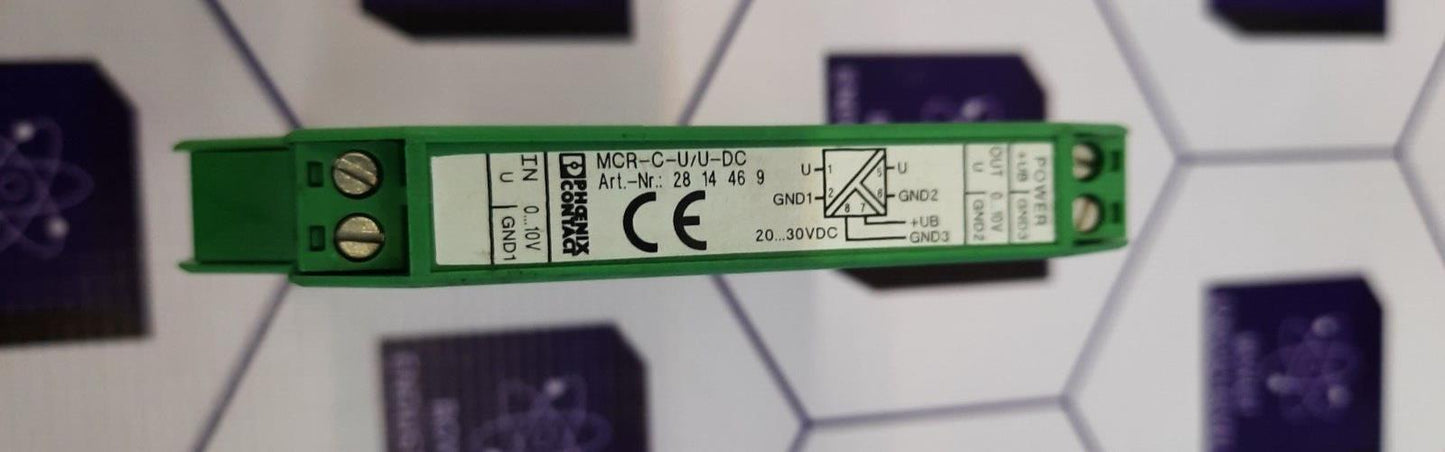 IN 0...10V
U GND1
PHŒNIX
CONTACT
MCR-C-U/U-DC
Art.-Nr.: 28 14 46 9
CE
U 1 5 U
GND1 2 6 GND2
8 7
+UB
20...30VDC GND3
POWER
+UB GND3
OUT 0...10V
U GND2